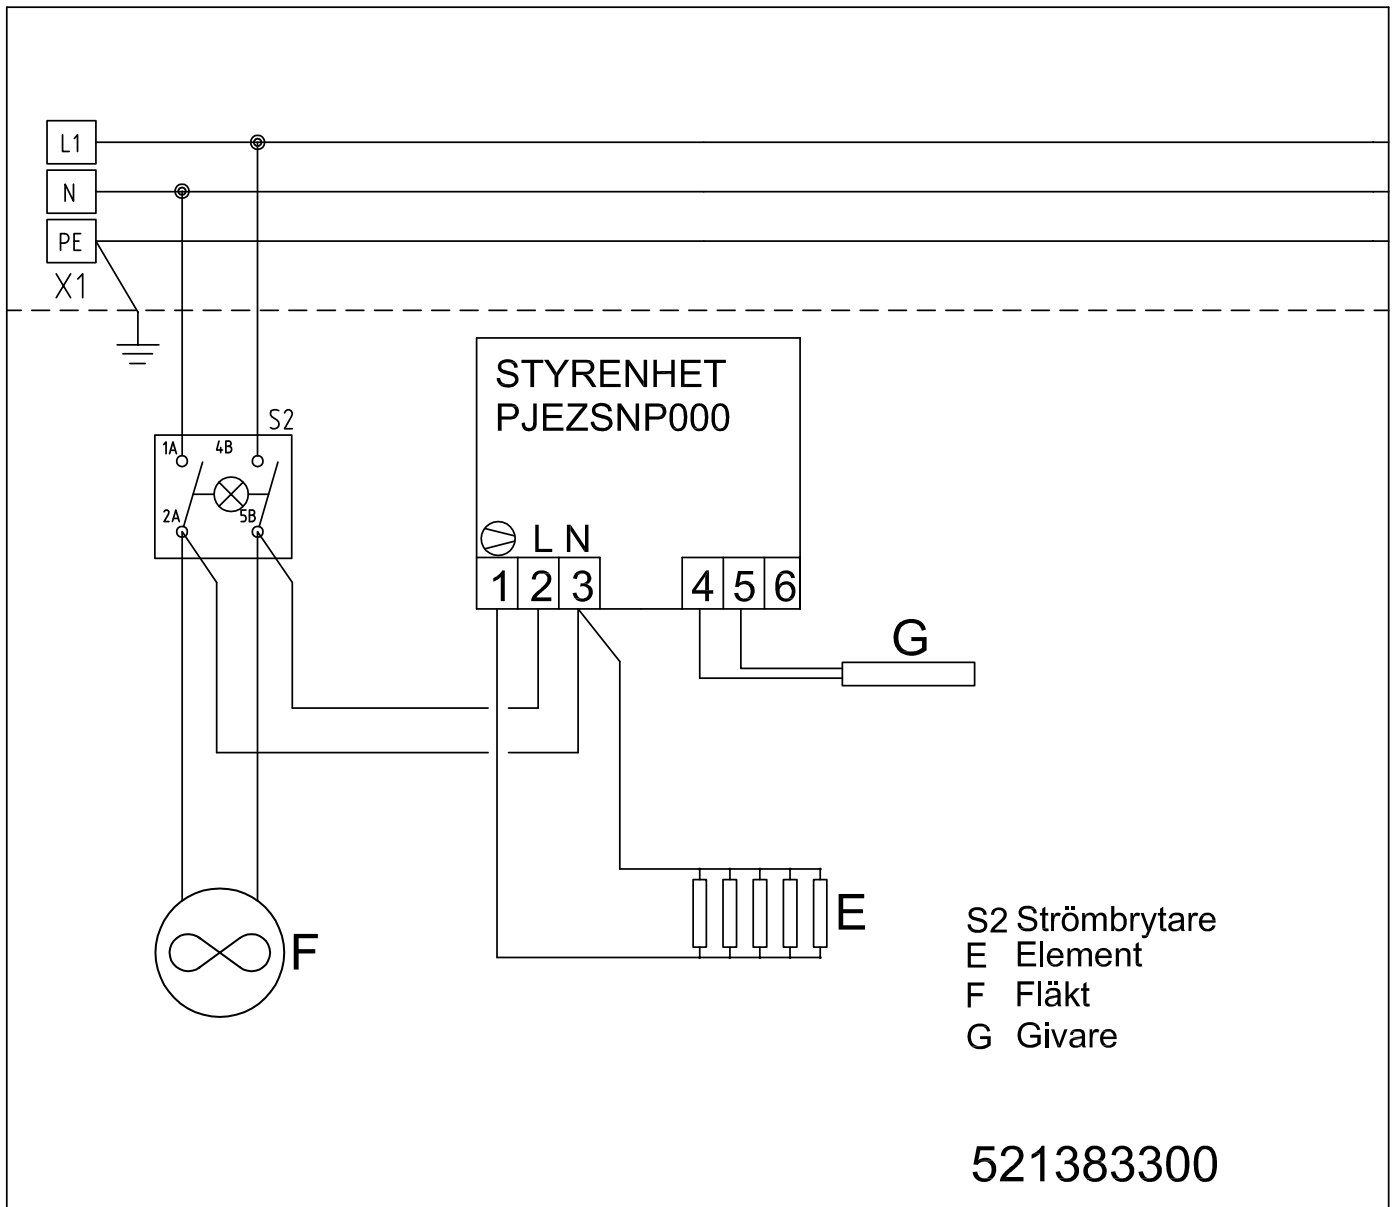 L1
N
PE
X1
S2
1A 4B
2A 5B
STYRENHET
PJEZSNP000
L N
1 2 3 4 5 6
G
E
F
S2 Strömbrytare
E Element
F Fläkt
G Givare
521383300